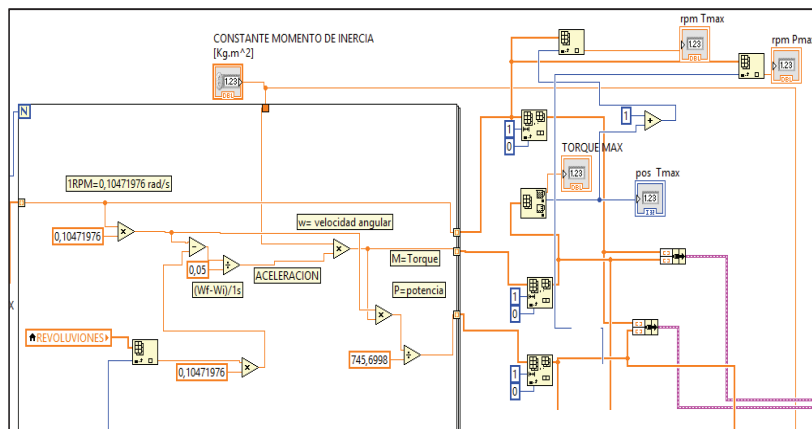 CONSTANTE MOMENTO DE INERCIA
[Kg.m^2]
1.23
DBL
rpm Tmax
1.23
DBL
rpm Pmax
1.23
DBL
N
1
1
0
TORQUE MAX
1.23
DBL
pos Tmax
1.23
I32
1RPM=0,10471976 rad/s
0,10471976
w= velocidad angular
0,05
ACELERACION
(Wf-Wi)/1s
M=Torque
P=potencia
REVOLUVIONES
0,10471976
745,6998
1
0
1
0
X